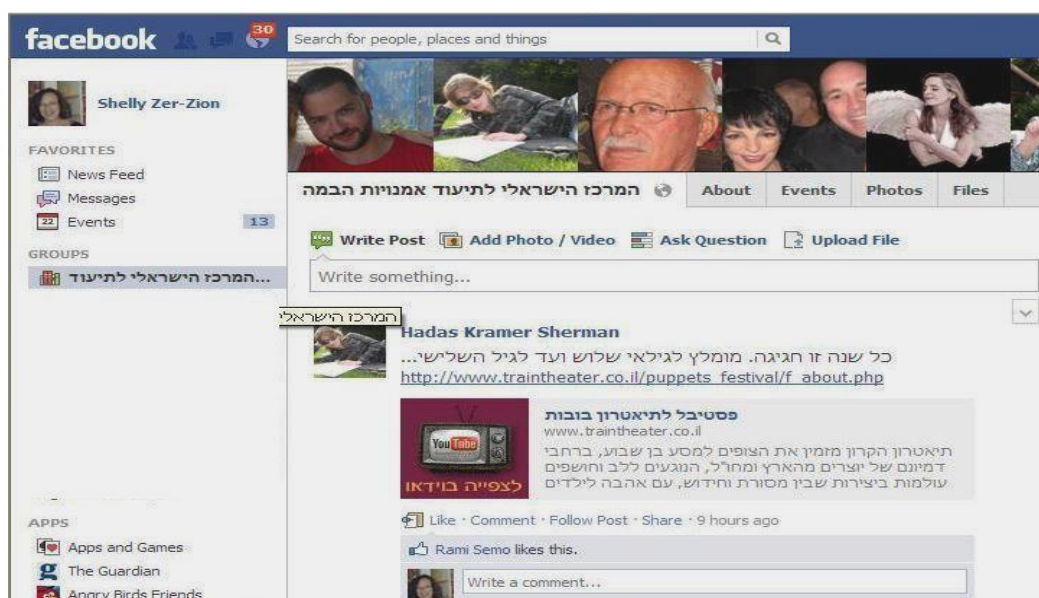 facebook
30
Search for people, places and things
Shelly Zer-Zion
FAVORITES
News Feed
Messages
22
Events 13
GROUPS
המרכז הישראלי לתיעוד...
המרכז הישראלי
המרכז הישראלי לתיעוד אמנויות הבמה
About Events Photos Files
Write Post Add Photo / Video Ask Question Upload File
Write something...
Hadas Kramer Sherman
כל שנה זו חגיגה. מומלץ לגילאי שלוש ועד לגיל השלישי...
http://www.traintheater.co.il/puppets_festival/f_about.php
You Tube
לצפייה בוידאו
פסטיבל לתיאטרון בובות
www.traintheater.co.il
תיאטרון הקרון מזמין את הצופים למסע בן שבוע, ברחבי
דמיונם של יוצרים מהארץ ומחו"ל, הנוגעים ללב וחושפים
עולמות ביצירות שבין מסורת וחידוש, עם אהבה לילדים
Like · Comment · Follow Post · Share · 9 hours ago
Rami Semo likes this.
Write a comment...
APPS
Apps and Games
The Guardian
Angry Birds Friends